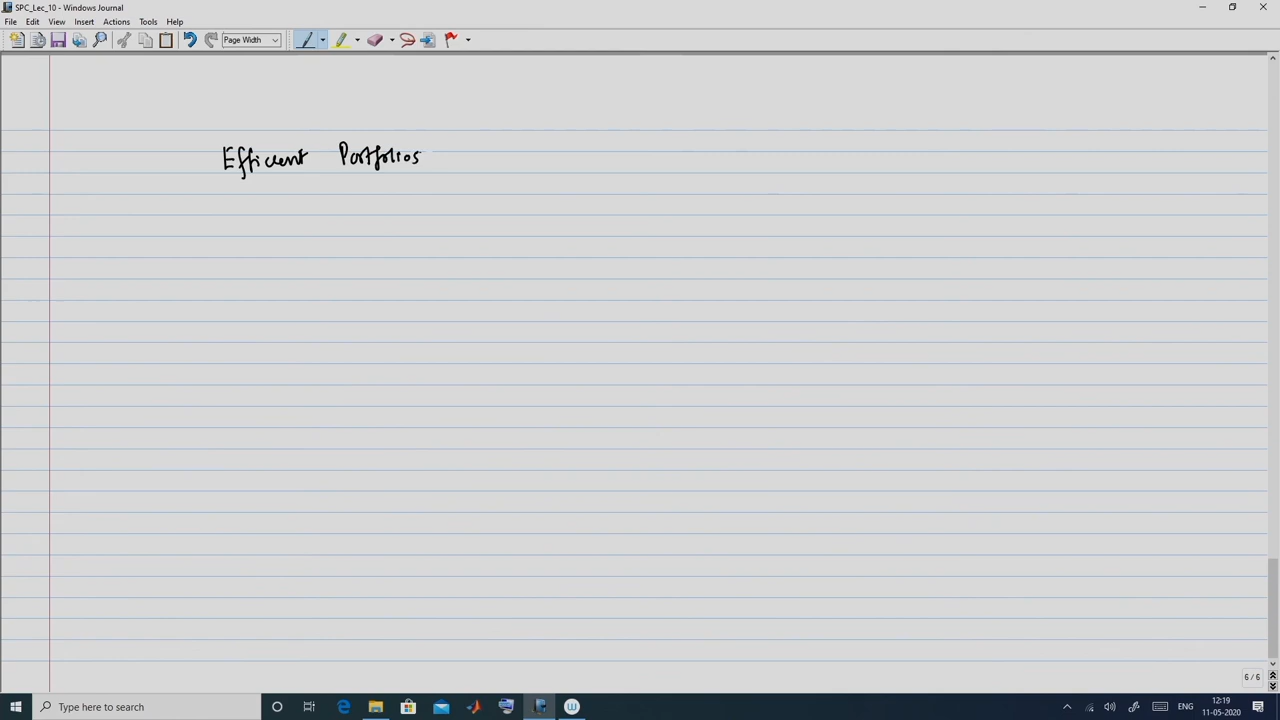 SPC_Lec_10 - Windows Journal
File Edit View Insert Actions Tools Help
Page Width
Efficient Portfolios
6 / 6
Type here to search
ENG
12:19
11-05-2020